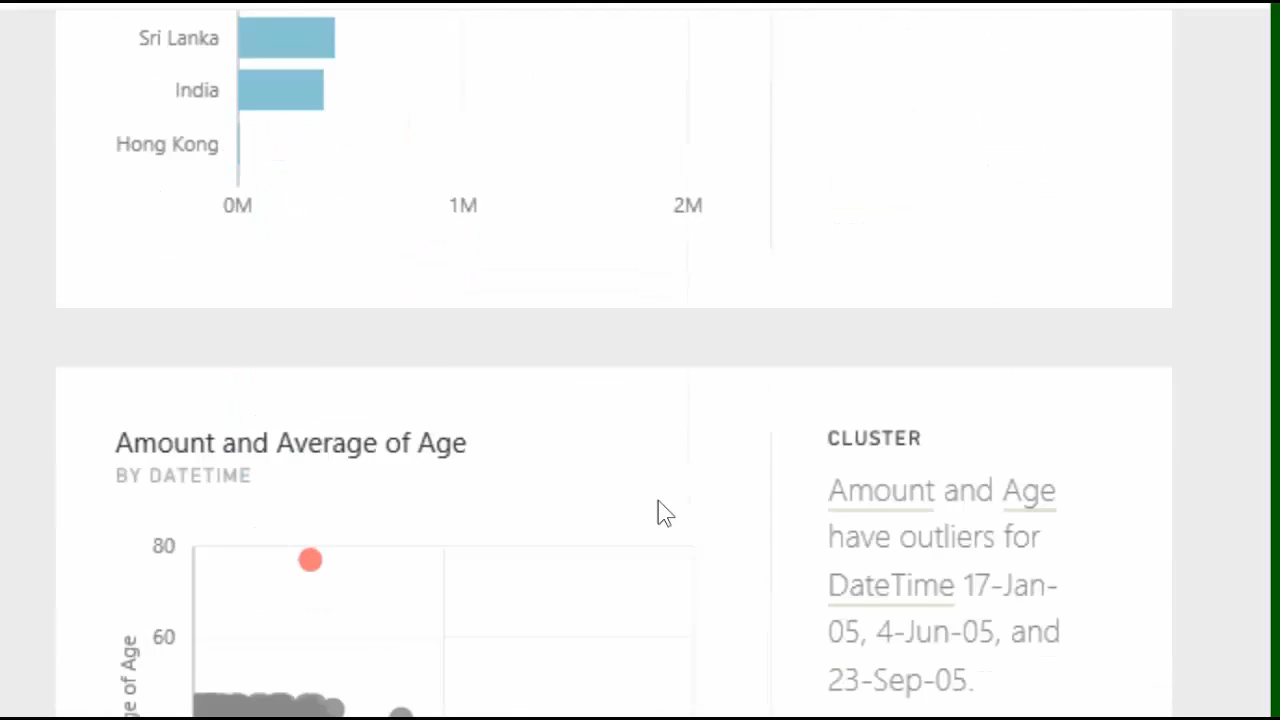 Sri Lanka
India
Hong Kong
0M 1M 2M
Amount and Average of Age
BY DATETIME
80
60
ge of Age
CLUSTER
Amount and Age
have outliers for
DateTime 17-Jan-
05, 4-Jun-05, and
23-Sep-05.